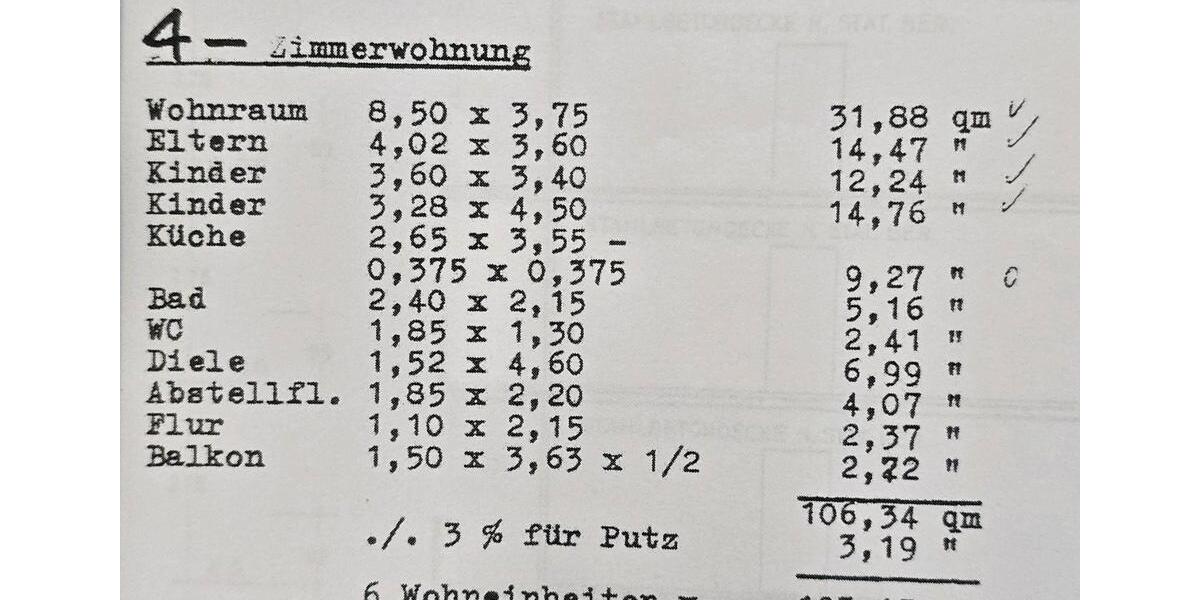 4 - Zimmerwohnung
Wohnraum 8,50 x 3,75 31,88 qm
Eltern 4,02 x 3,60 14,47 "
Kinder 3,60 x 3,40 12,24 "
Kinder 3,28 x 4,50 14,76 "
Küche 2,65 x 3,55 -
0,375 x 0,375 9,27 "
Bad 2,40 x 2,15 5,16 "
WC 1,85 x 1,30 2,41 "
Diele 1,52 x 4,60 6,99 "
Abstellfl. 1,85 x 2,20 4,07 "
Flur 1,10 x 2,15 2,37 "
Balkon 1,50 x 3,63 x 1/2 2,72 "
106,34 qm
./. 3 % für Putz 3,19 "
6 Wohneinheiten =